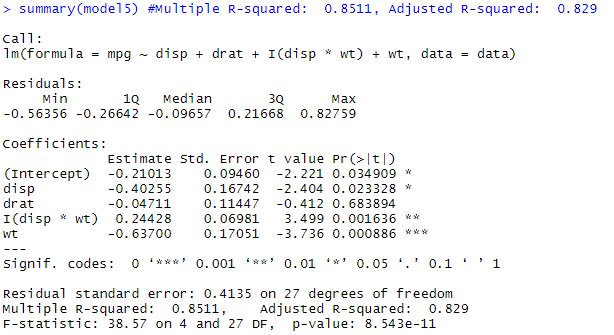 > summary(model5) #Multiple R-squared:  0.8511, Adjusted R-squared:  0.829
Call:
lm(formula = mpg ~ disp + drat + I(disp * wt) + wt, data = data)
Residuals:
     Min       1Q   Median       3Q      Max
-0.56356 -0.26642 -0.09657  0.21668  0.82759
Coefficients:
             Estimate Std. Error t value Pr(>|t|)
(Intercept)  -0.21013    0.09460  -2.221 0.034909 *
disp         -0.40255    0.16742  -2.404 0.023328 *
drat         -0.04711    0.11447  -0.412 0.683894
I(disp * wt)  0.24428    0.06981   3.499 0.001636 **
wt           -0.63700    0.17051  -3.736 0.000886 ***
---
Signif. codes:  0 ‘***’ 0.001 ‘**’ 0.01 ‘*’ 0.05 ‘.’ 0.1 ‘ ’ 1
Residual standard error: 0.4135 on 27 degrees of freedom
Multiple R-squared:  0.8511,    Adjusted R-squared:  0.829
F-statistic: 38.57 on 4 and 27 DF,  p-value: 8.543e-11